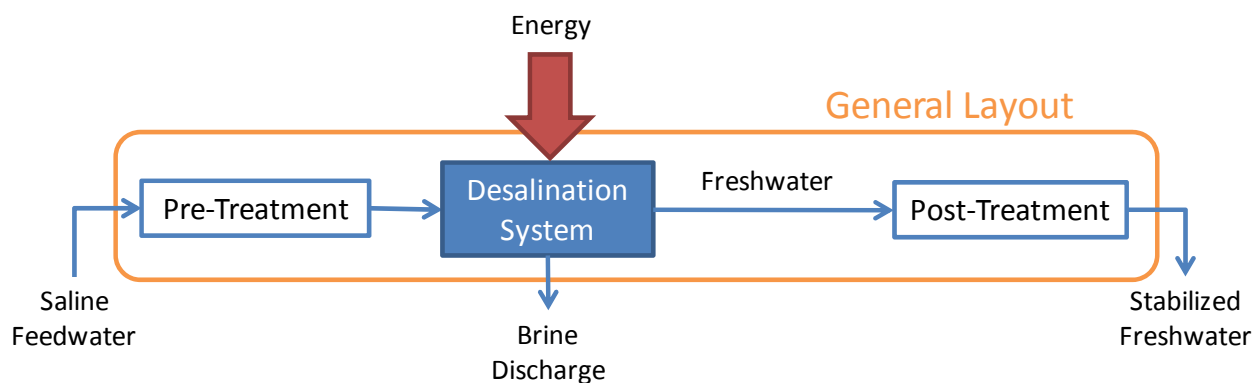 Energy
General Layout
Pre-Treatment
Desalination
System
Freshwater
Post-Treatment
Saline
Feedwater
Brine
Discharge
Stabilized
Freshwater